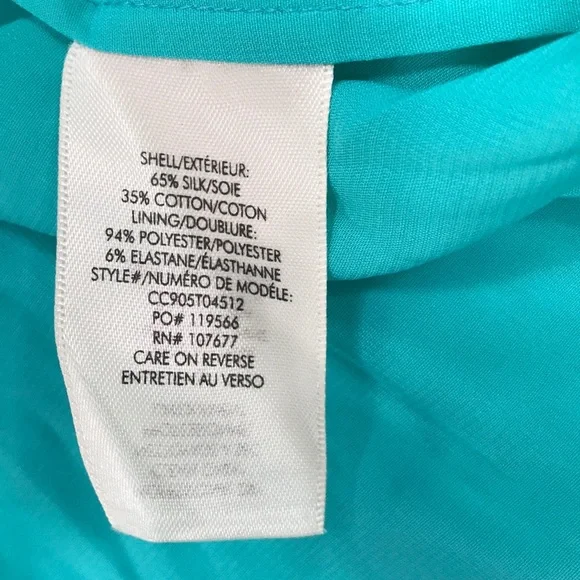 SHELL/EXTÉRIEUR:
65% SILK/SOIE
35% COTTON/COTON
LINING/DOUBLURE:
94% POLYESTER/POLYESTER
6% ELASTANE/ÉLASTHANNE
STYLE#/NUMÉRO DE MODÉLE:
CC905T04512
PO# 119566
RN# 107677
CARE ON REVERSE
ENTRETIEN AU VERSO